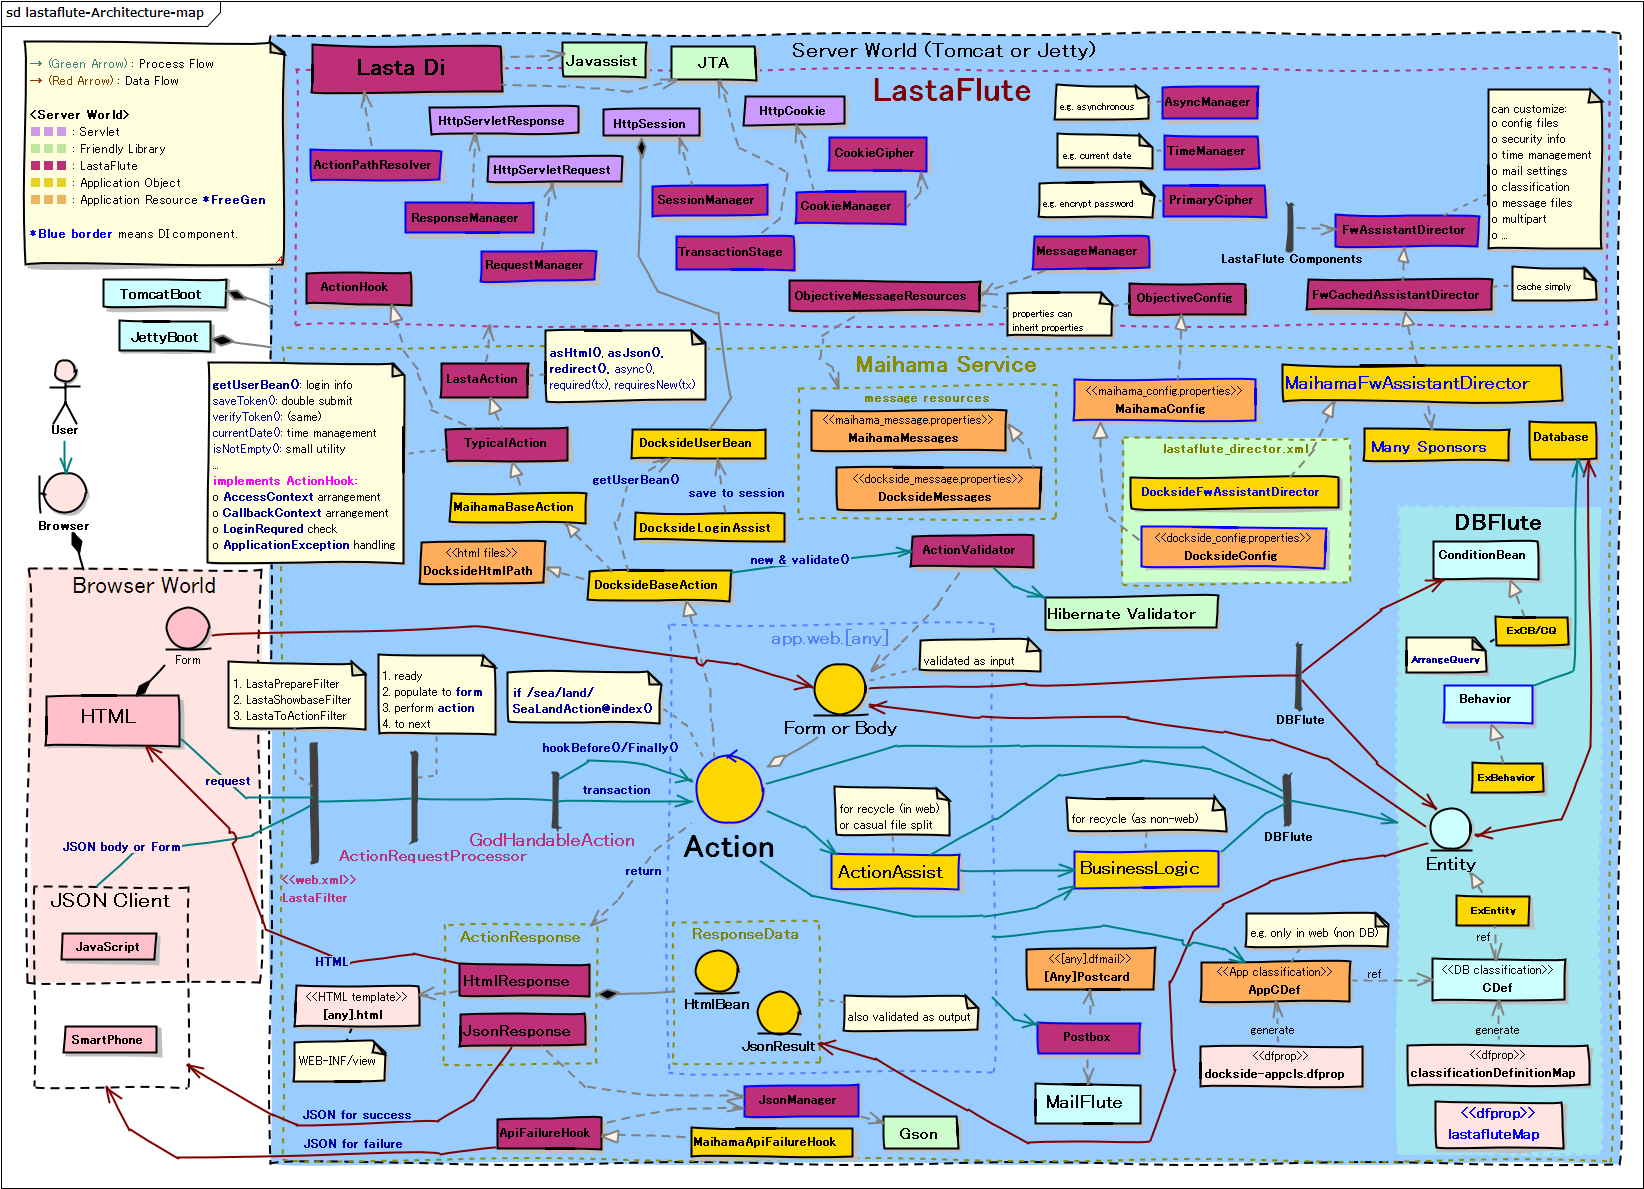 sd lastaflute-Architecture-map
→ (Green Arrow) : Process Flow
→ (Red Arrow) : Data Flow
<Server World>
: Servlet
: Friendly Library
: LastaFlute
: Application Object
: Application Resource *FreeGen
*Blue border means DI component.
Server World (Tomcat or Jetty)
Lasta Di
Javassist
JTA
LastaFlute
HttpServletResponse
HttpSession
HttpCookie
e.g. asynchronous
AsyncManager
can customize:
o config files
o security info
o time management
o mail settings
o classification
o message files
o multipart
o ...
ActionPathResolver
HttpServletRequest
CookieCipher
e.g. current date
TimeManager
ResponseManager
SessionManager
CookieManager
e.g. encrypt password
PrimaryCipher
FwAssistantDirector
LastaFlute Components
RequestManager
TransactionStage
MessageManager
ActionHook
ObjectiveMessageResources
properties can
inherit properties
ObjectiveConfig
FwCachedAssistantDirector
cache simply
TomcatBoot
JettyBoot
User
Browser
getUserBean(): login info
saveToken(): double submit
verifyToken(): (same)
currentDate(): time management
isNotEmpty(): small utility
...
implements ActionHook:
o AccessContext arrangement
o CallbackContext arrangement
o LoginRequred check
o ApplicationException handling
LastaAction
asHtml(), asJson(),
redirect(), async(),
required(tx), requiresNew(tx)
Maihama Service
message resources
<<maihama_message.properties>>
MaihamaMessages
<<dockside_message.properties>>
DocksideMessages
<<maihama_config.properties>>
MaihamaConfig
MaihamaFwAssistantDirector
Many Sponsors
Database
lastaflute_director.xml
DocksideFwAssistantDirector
<<dockside_config.properties>>
DocksideConfig
TypicalAction
DocksideUserBean
getUserBean()
save to session
MaihamaBaseAction
DocksideLoginAssist
<<html files>>
DocksideHtmlPath
DocksideBaseAction
new & validate()
ActionValidator
Hibernate Validator
DBFlute
ConditionBean
ExCB/CQ
ArrangeQuery
Behavior
ExBehavior
Browser World
Form
HTML
1. LastaPrepareFilter
2. LastaShowbaseFilter
3. LastaToActionFilter
1. ready
2. populate to form
3. perform action
4. to next
if /sea/land/
SeaLandAction@index()
app.web.[any]
validated as input
Form or Body
DBFlute
hookBefore()/Finally()
transaction
request
JSON body or Form
GodHandableAction
ActionRequestProcessor
<<web.xml>>
LastaFilter
Action
return
for recycle (in web)
or casual file split
ActionAssist
for recycle (as non-web)
BusinessLogic
DBFlute
Entity
ExEntity
ref
JSON Client
JavaScript
SmartPhone
HTML
ActionResponse
HtmlResponse
JsonResponse
<<HTML template>>
[any].html
WEB-INF/view
ResponseData
HtmlBean
JsonResult
also validated as output
<<[any].dfmail>>
[Any]Postcard
Postbox
MailFlute
e.g. only in web (non DB)
<<App classification>>
AppCDef
ref
<<DB classification>>
CDef
generate
generate
<<dfprop>>
dockside-appcls.dfprop
<<dfprop>>
classificationDefinitionMap
<<dfprop>>
lastafluteMap
JSON for success
JSON for failure
ApiFailureHook
JsonManager
MaihamaApiFailureHook
Gson